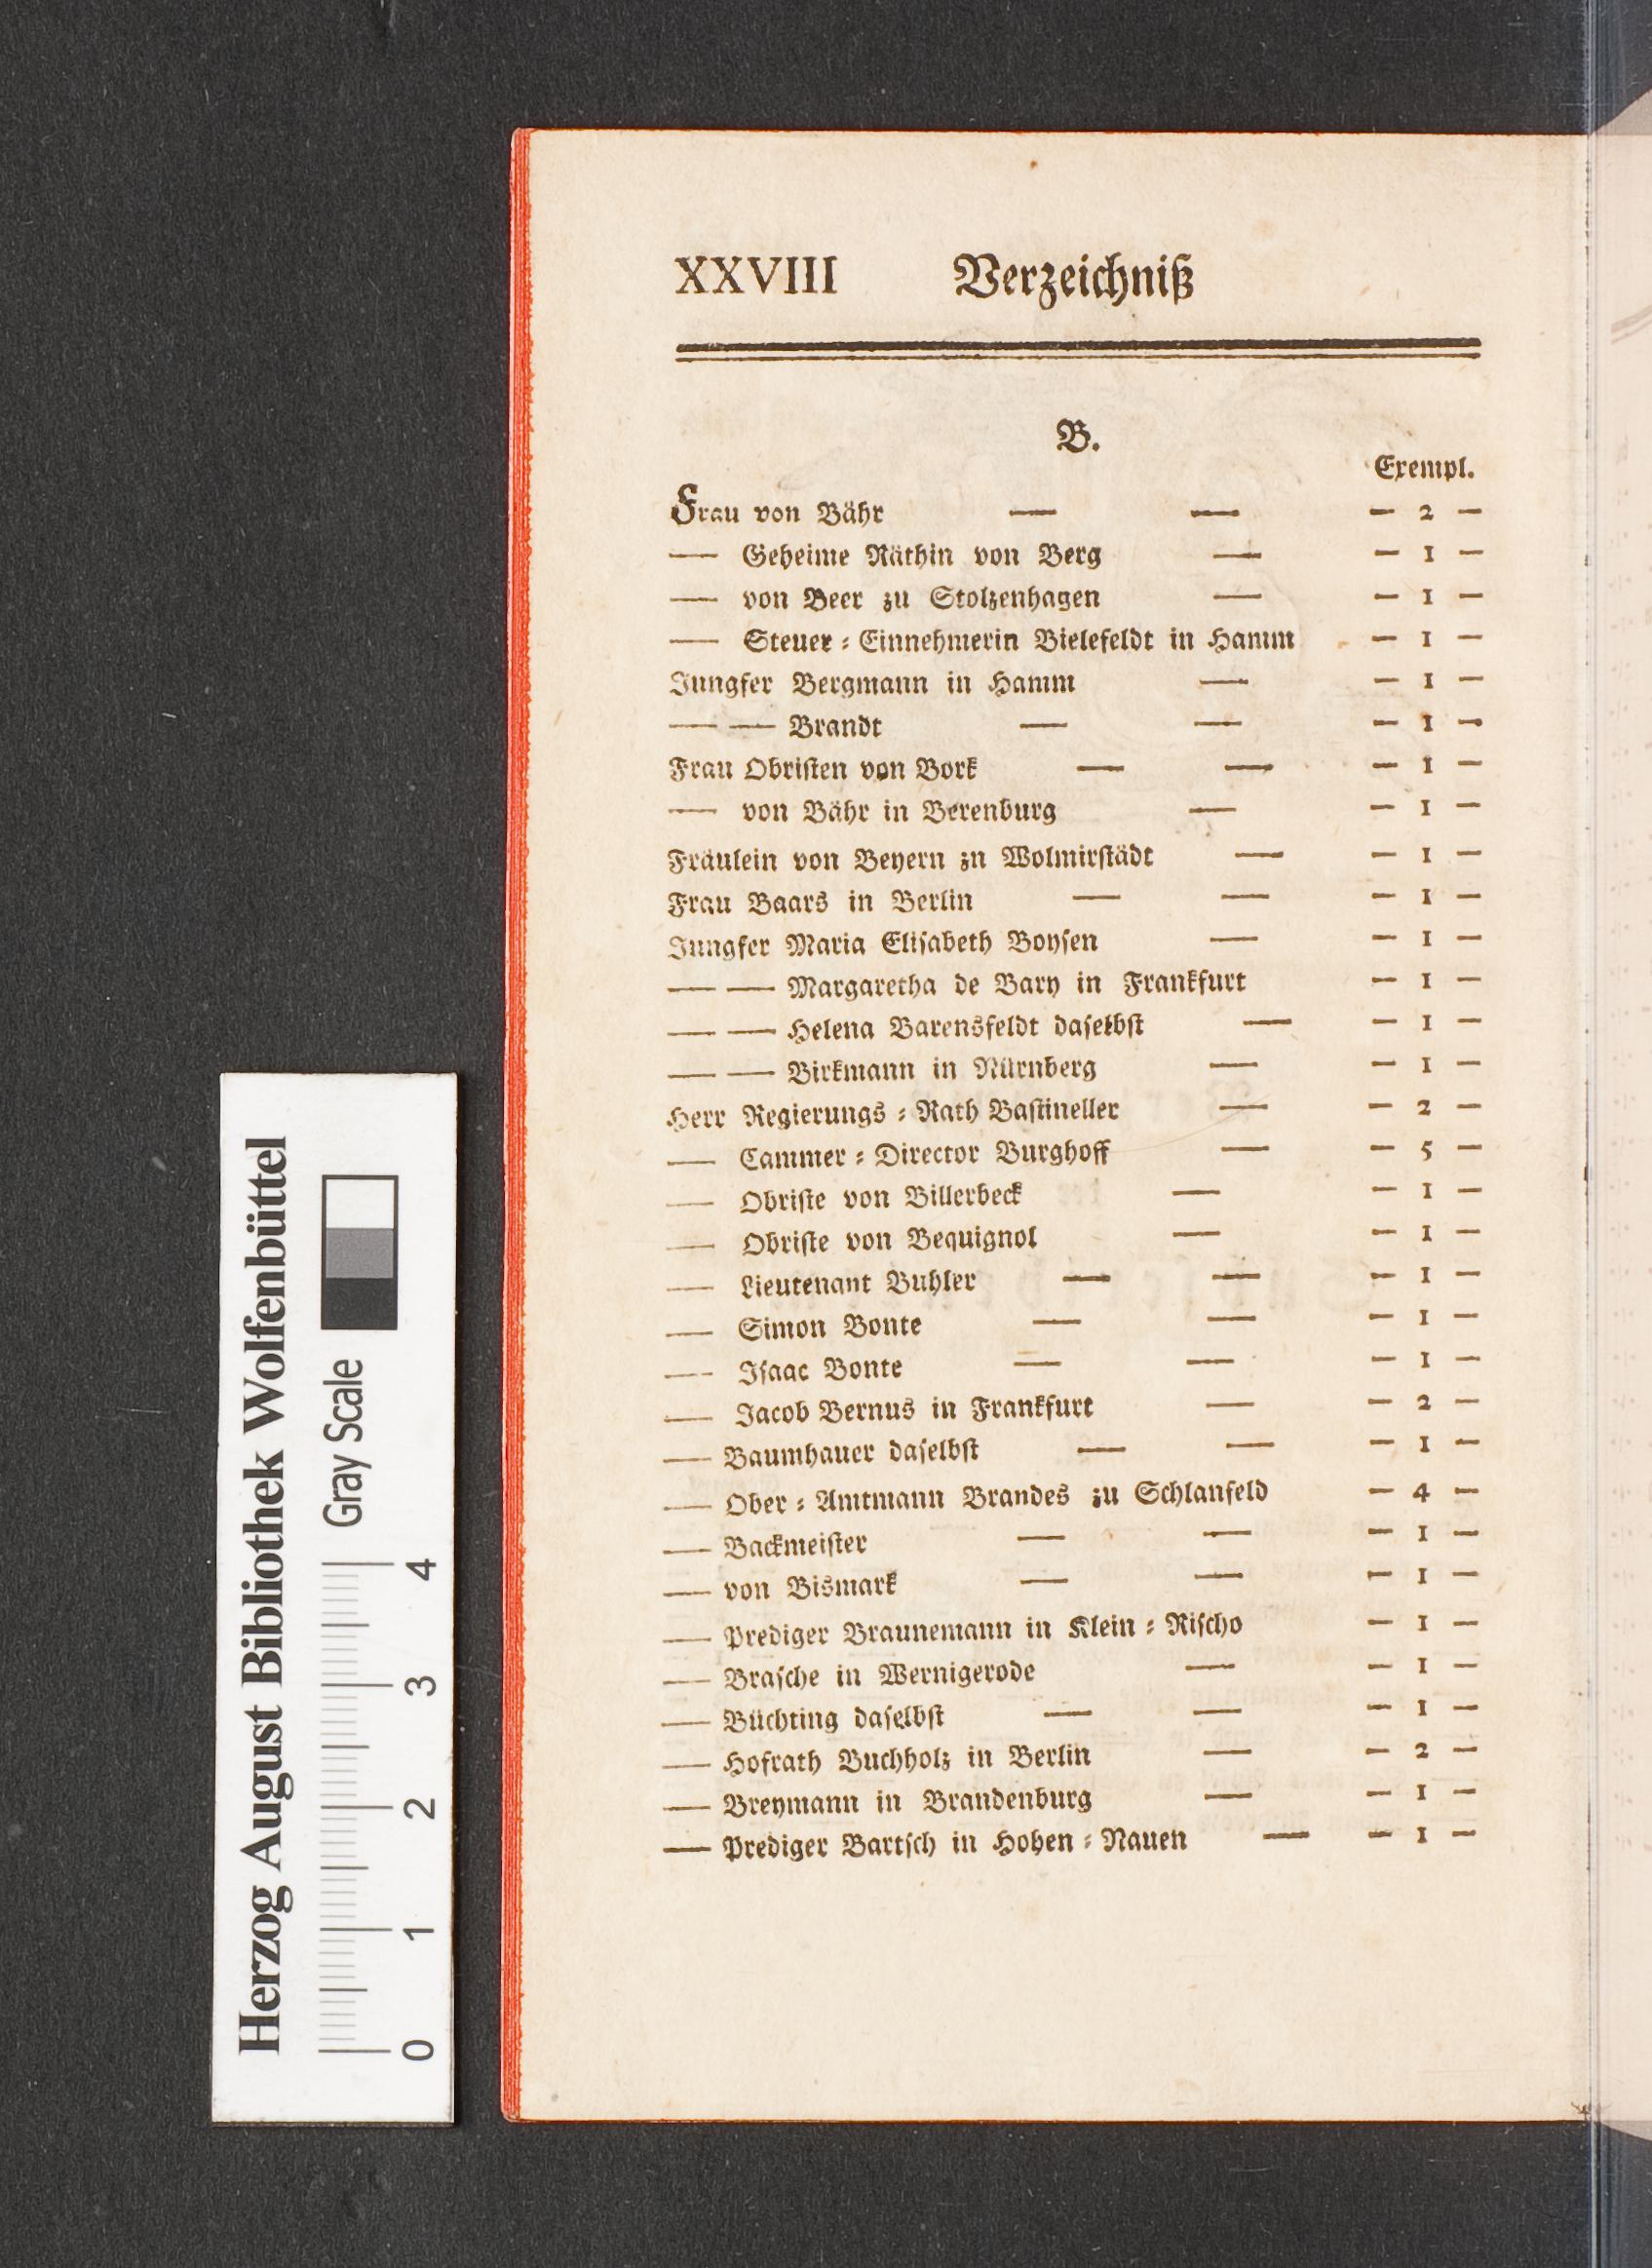 XXVIII Verzeichniß
B.
Exempl.
Frau von Bähr — — — 2 —
— Geheime Räthin von Berg — — 1 —
— von Beer zu Stolzenhagen — — 1 —
— Steuer-Einnehmerin Bielefeldt in Hamm — 1 —
Jungfer Bergmann in Hamm — — 1 —
— — Brandt — — — 1 —
Frau Obristen von Bork — — — 1 —
— von Bähr in Berenburg — — 1 —
Fräulein von Beyern zu Wolmirstädt — — 1 —
Frau Baars in Berlin — — — 1 —
Jungfer Maria Elisabeth Boysen — — 1 —
— — Margaretha de Bary in Frankfurt — 1 —
— — Helena Barensfeldt daselbst — — 1 —
— — Birkmann in Nürnberg — — 1 —
Herr Regierungs-Rath Bastineller — — 2 —
— Cammer-Director Burghoff — — 5 —
— Obriste von Billerbeck — — 1 —
— Obriste von Bequignol — — 1 —
— Lieutenant Buhler — — — 1 —
— Simon Bonte — — — 1 —
— Isaac Bonte — — — 1 —
— Jacob Bernus in Frankfurt — — 2 —
— Baumhauer daselbst — — — 1 —
— Ober-Amtmann Brandes zu Schlanfeld — 4 —
— Backmeister — — — 1 —
— von Bismark — — — 1 —
— Prediger Braunemann in Klein-Rischo — 1 —
— Brasche in Wernigerode — — 1 —
— Büchting daselbst — — — 1 —
— Hofrath Buchholz in Berlin — — 2 —
— Breymann in Brandenburg — — 1 —
— Prediger Bartsch in Hohen-Nauen — — 1 —
Herzog August Bibliothek Wolfenbüttel
Gray Scale
0 1 2 3 4